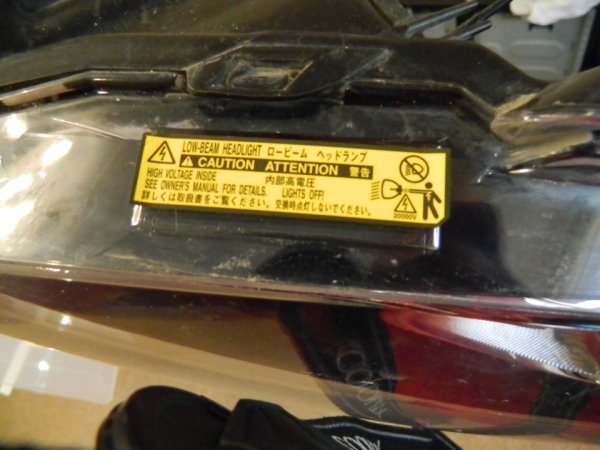 LOW-BEAM HEADLIGHT ロービーム ヘッドランプ
CAUTION ATTENTION 警告
HIGH VOLTAGE INSIDE 内部高電圧
SEE OWNER'S MANUAL FOR DETAILS. LIGHTS OFF!
詳しくは取扱書をご覧ください。交換時点灯しないでください。
20000V